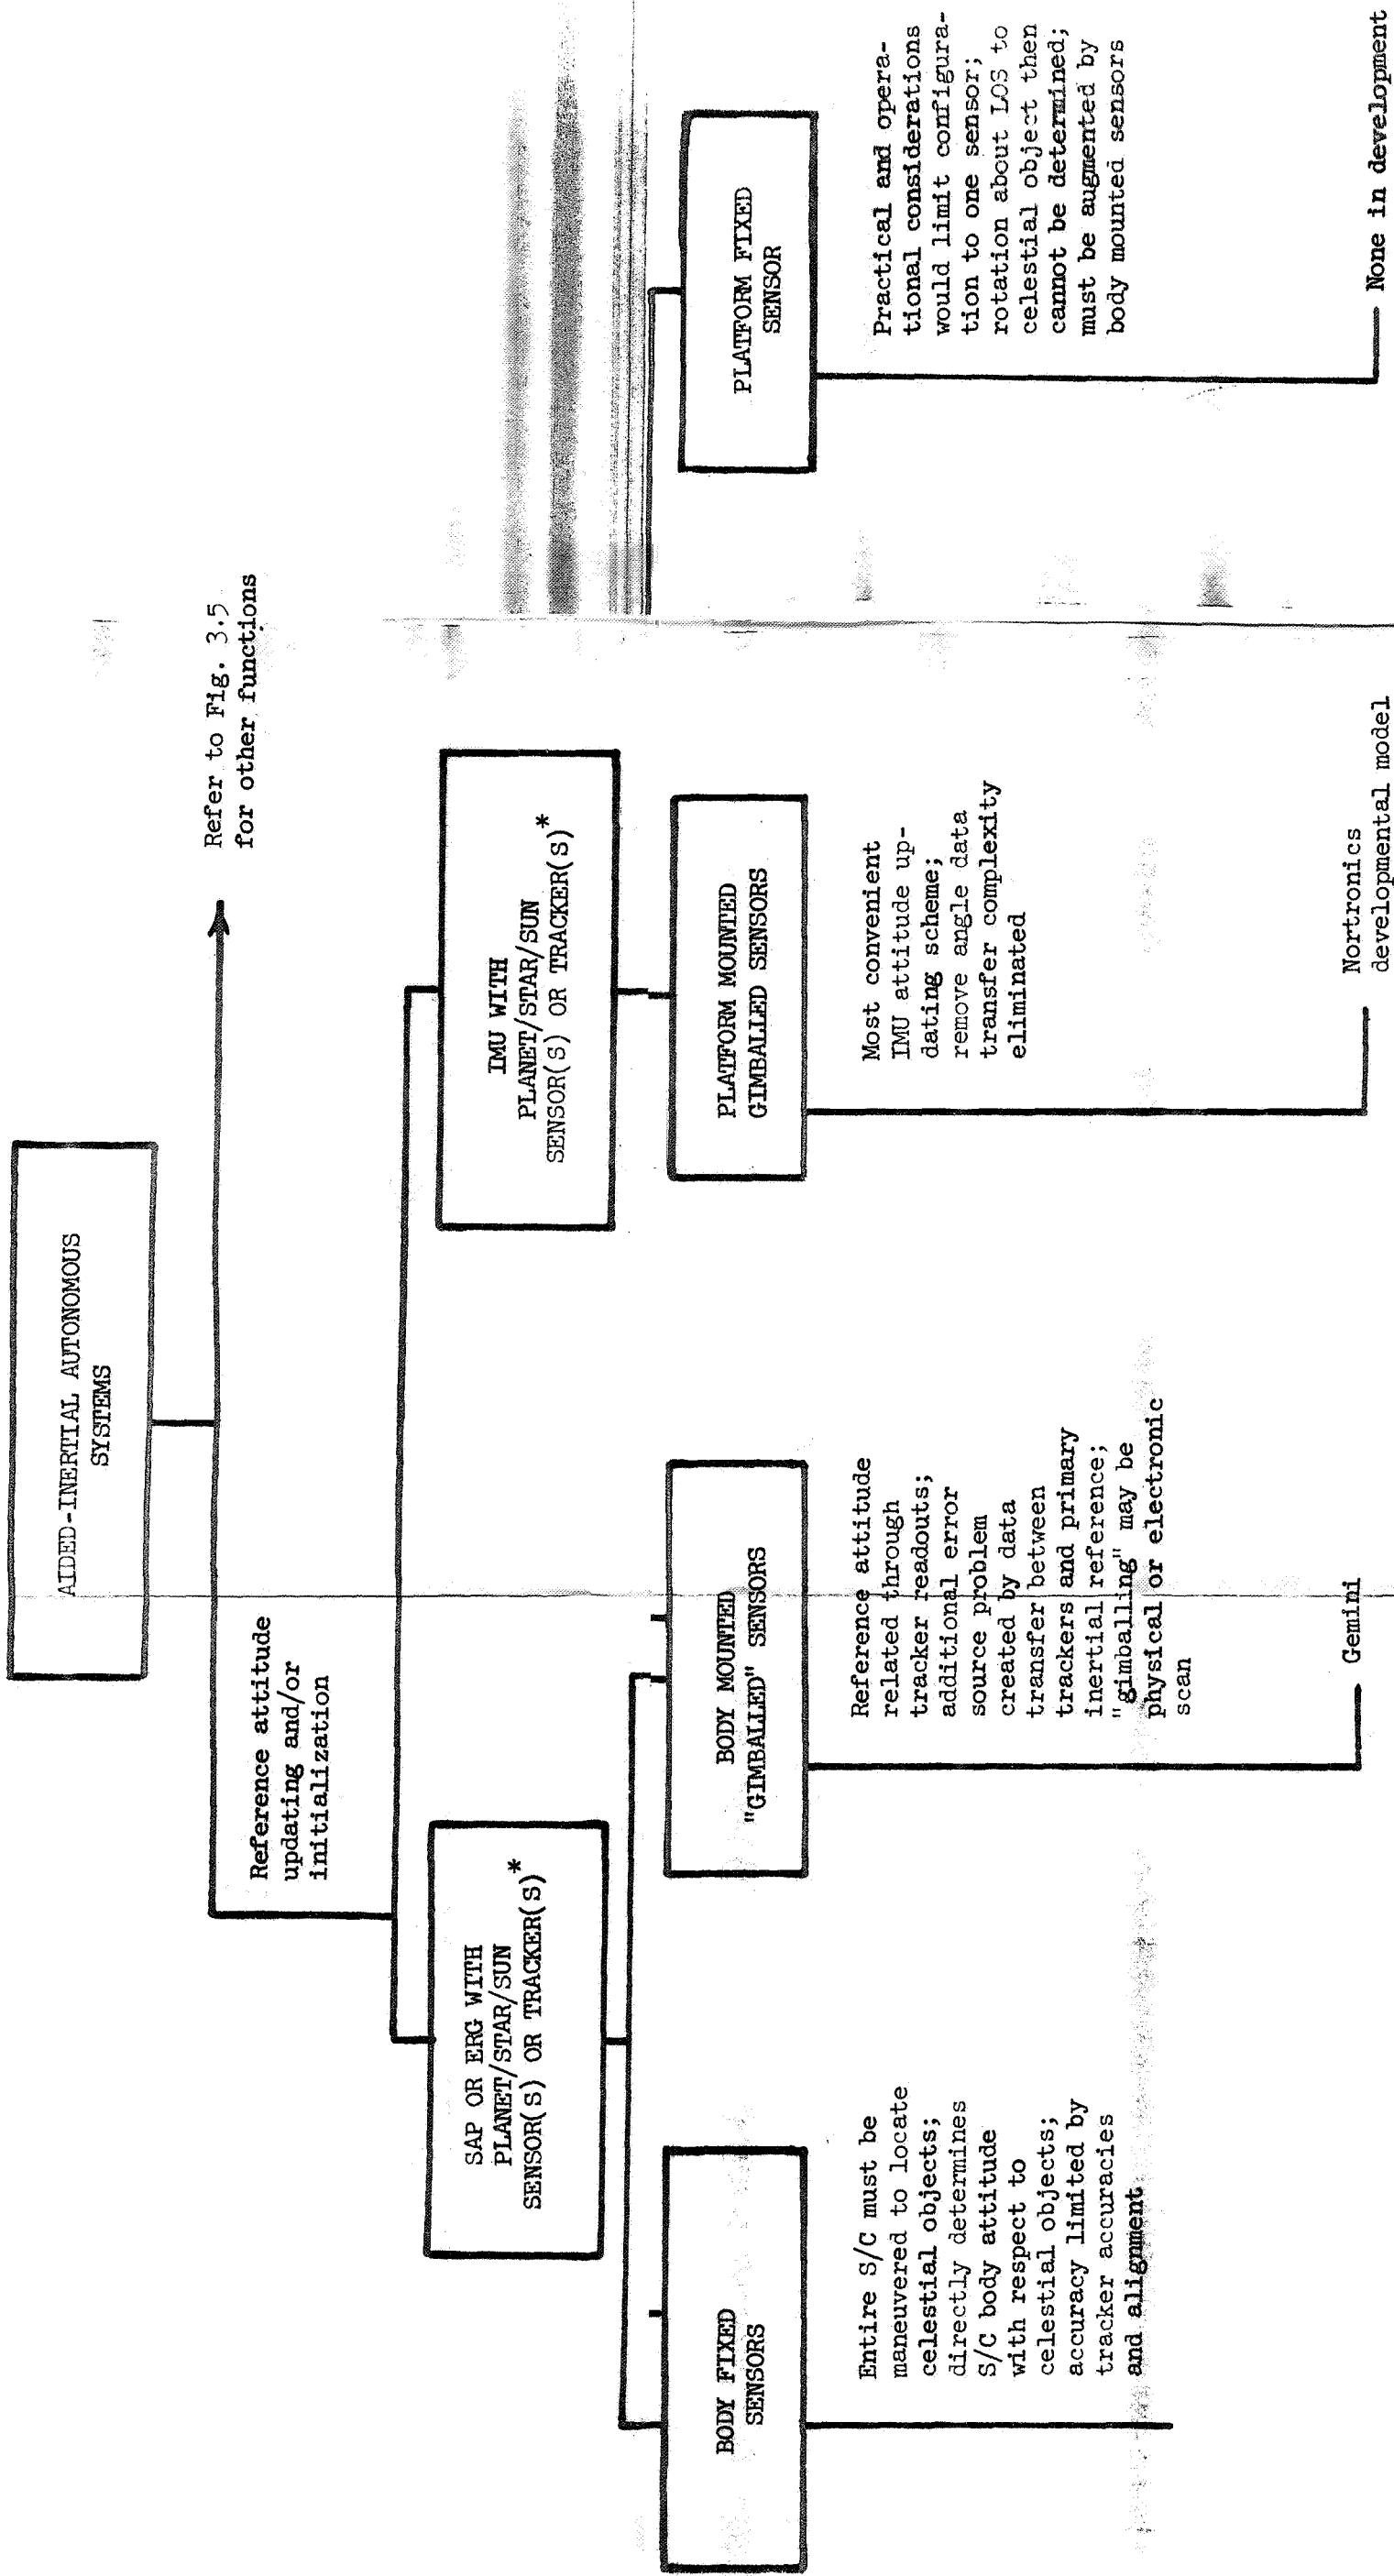 AIDED-INERTIAL AUTONOMOUS
SYSTEMS
Refer to Fig. 3.5
for other functions
Reference attitude
updating and/or
initialization
SAP OR ERG WITH
PLANET/STAR/SUN
SENSOR(S) OR TRACKER(S)*
IMU WITH
PLANET/STAR/SUN
SENSOR(S) OR TRACKER(S)*
BODY FIXED
SENSORS
BODY MOUNTED
"GIMBALLED" SENSORS
PLATFORM MOUNTED
GIMBALLED SENSORS
PLATFORM FIXED
SENSOR
Entire S/C must be
maneuvered to locate
celestial objects;
directly determines
S/C body attitude
with respect to
celestial objects;
accuracy limited by
tracker accuracies
and alignment
Reference attitude
related through
tracker readouts;
additional error
source problem
created by data
transfer between
trackers and primary
inertial reference;
"gimballing" may be
physical or electronic
scan
Most convenient
IMU attitude up-
dating scheme;
remove angle data
transfer complexity
eliminated
Practical and opera-
tional considerations
would limit configura-
tion to one sensor;
rotation about LOS to
celestial object then
cannot be determined;
must be augmented by
body mounted sensors
Gemini
Nortronics
developmental model
None in development